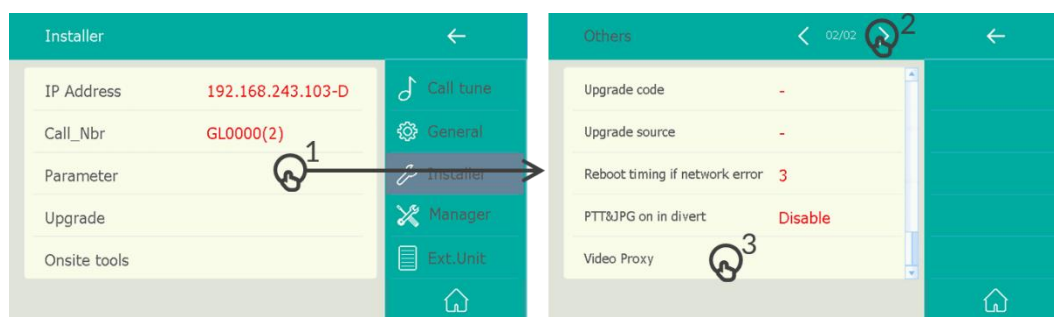 Installer
IP Address 192.168.243.103-D
Call_Nbr GL0000(2)
Parameter
Upgrade
Onsite tools
Call tune
General
Installer
Manager
Ext.Unit
1
Others 02/02
2
Upgrade code -
Upgrade source -
Reboot timing if network error 3
PTT&JPG on in divert Disable
Video Proxy
3